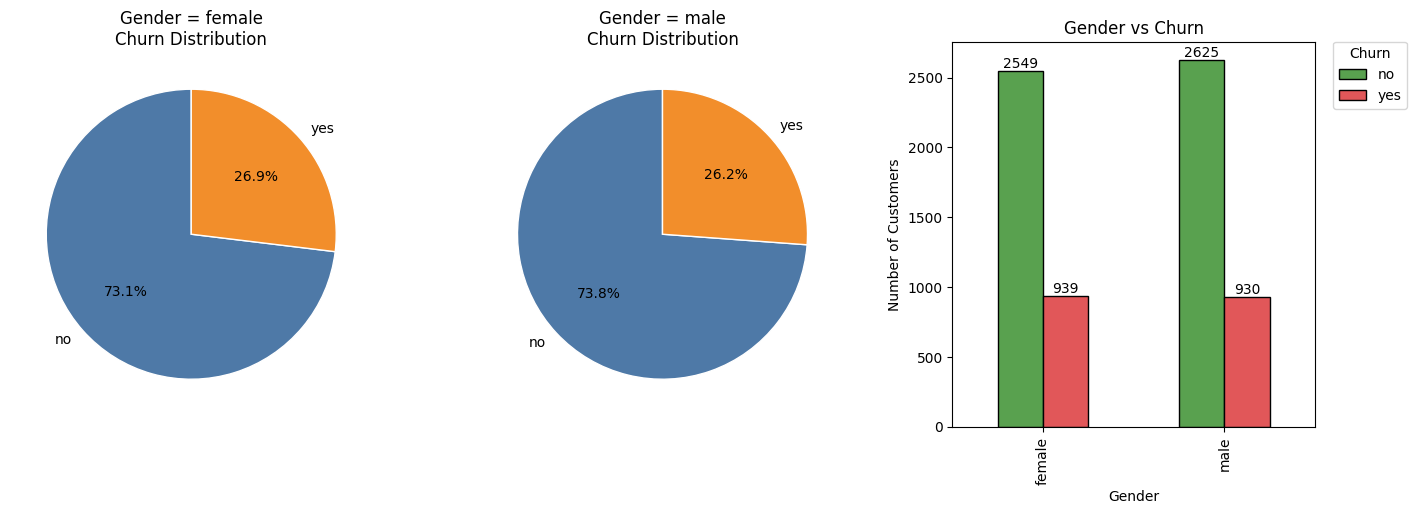 Gender = female
Churn Distribution
yes
26.9%
73.1%
no
Gender = male
Churn Distribution
yes
26.2%
73.8%
no
Gender vs Churn
Number of Customers
2500
2000
1500
1000
500
0
2549
939
2625
930
female
male
Gender
Churn
no
yes